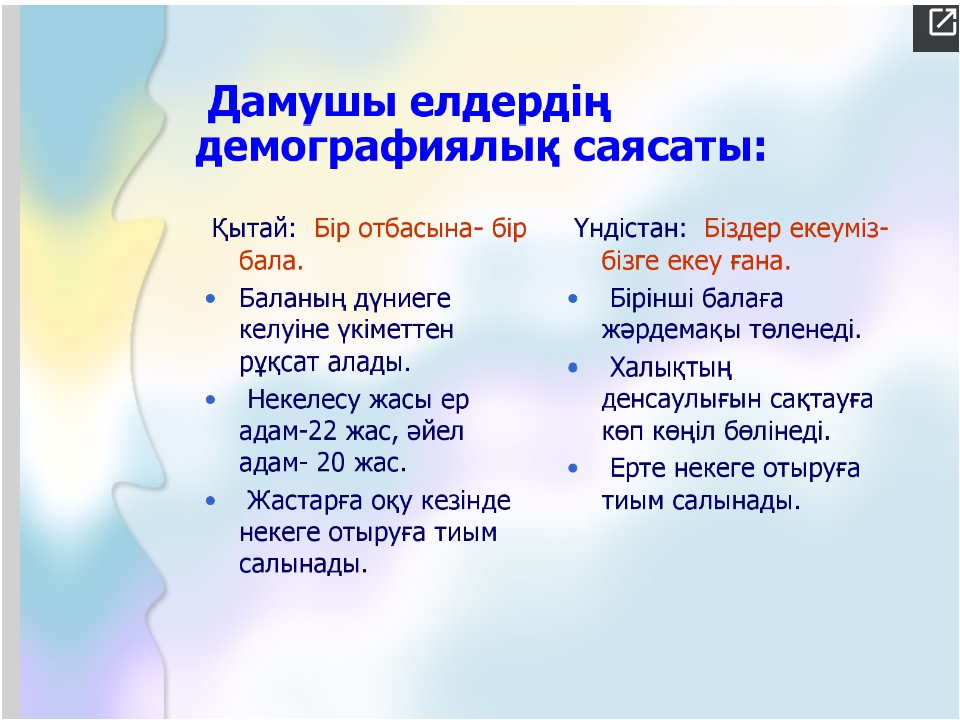 Дамушы елдердің
демографиялық саясаты:
Қытай: Бір отбасына- бір
бала.
• Баланың дүниеге
келуіне үкіметтен
рұқсат алады.
• Некелесу жасы ер
адам-22 жас, әйел
адам- 20 жас.
• Жастарға оқу кезінде
некеге отыруға тиым
салынады.
Үндістан: Біздер екеуміз-
бізге екеу ғана.
• Бірінші балаға
жәрдемақы төленеді.
• Халықтың
денсаулығын сақтауға
көп көңіл бөлінеді.
• Ерте некеге отыруға
тиым салынады.